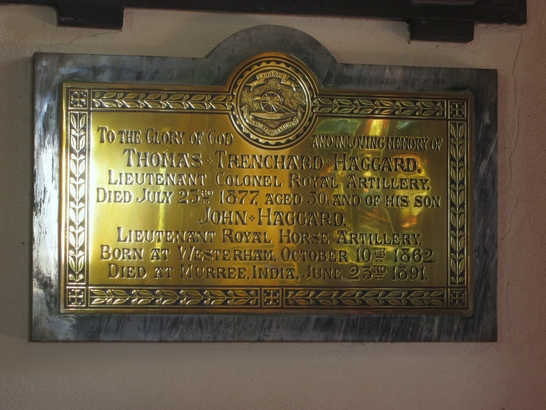 To the Glory of God and in loving memory of
Thomas · Trenchard · Haggard.
Lieutenant Colonel Royal Artillery,
Died July 23RD 1877, aged 50, and of his son
John · Haggard.
Lieutenant Royal Horse Artillery,
Born at Westerham, October 10TH 1862.
Died at Murree, India, June 23RD 1891.